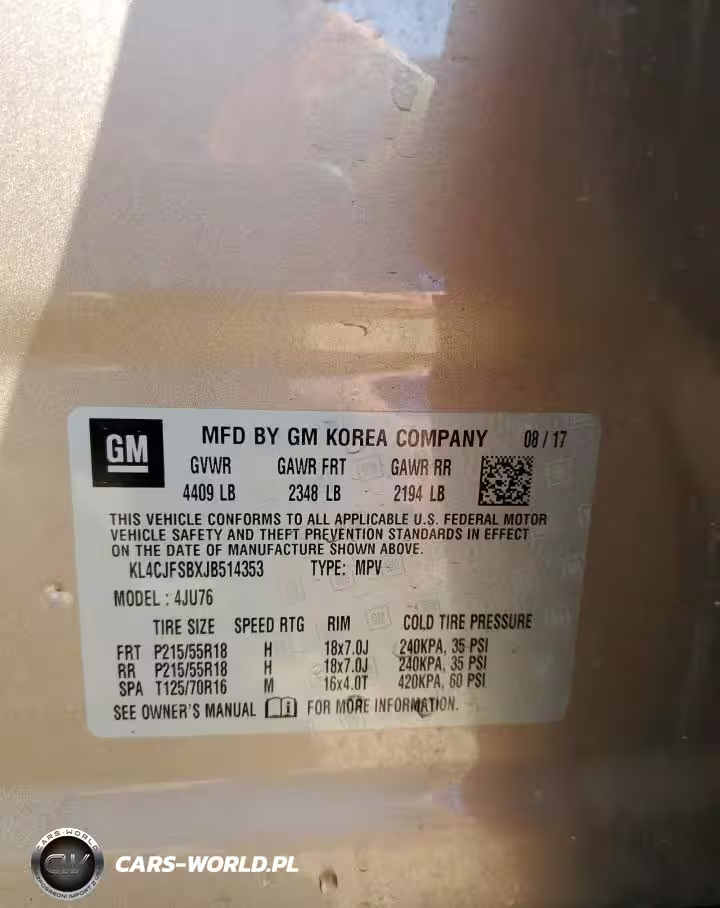 GM MFD BY GM KOREA COMPANY 08 / 17
GVWR GAWR FRT GAWR RR
4409 LB 2348 LB 2194 LB
THIS VEHICLE CONFORMS TO ALL APPLICABLE U.S. FEDERAL MOTOR
VEHICLE SAFETY AND THEFT PREVENTION STANDARDS IN EFFECT
ON THE DATE OF MANUFACTURE SHOWN ABOVE.
KL4CJFSBXJB514353 TYPE: MPV
MODEL : 4JU76
TIRE SIZE SPEED RTG RIM COLD TIRE PRESSURE
FRT P215/55R18 H 18x7.0J 240KPA, 35 PSI
RR P215/55R18 H 18x7.0J 240KPA, 35 PSI
SPA T125/70R16 M 16x4.0T 420KPA, 60 PSI
SEE OWNER'S MANUAL FOR MORE INFORMATION.
CARS-WORLD
CW
CARS-WORLD.PL